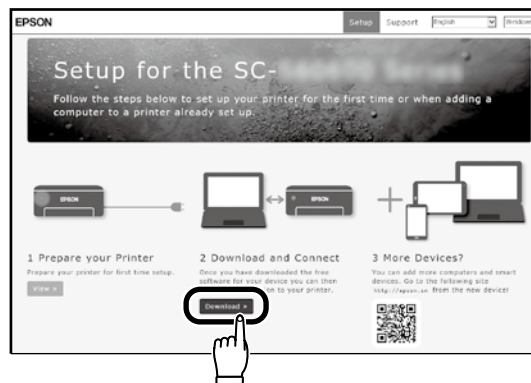 EPSON
Setup Support English Windows
Setup for the SC-
Follow the steps below to set up your printer for the first time or when adding a
computer to a printer already set up.
EPSON
EPSON
1 Prepare your Printer
Prepare your printer for first time setup.
View »
2 Download and Connect
Once you have downloaded the free
software for your device you can then
on to your printer.
Download »
3 More Devices?
You can add more computers and smart
devices. Go to the following site
http://epson.sn from the new device!